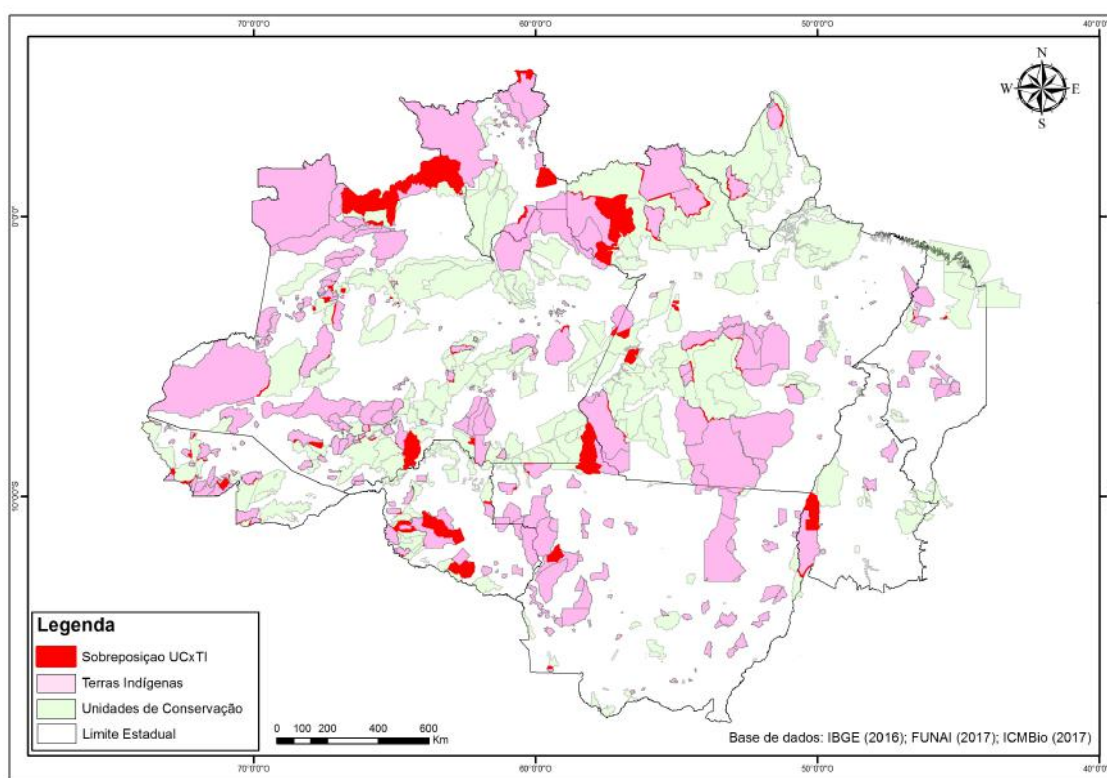 70°0'0"O
60°0'0"O
50°0'0"O
40°0'0"O
N
W E
S
0°0'0"
10°0'0"S
Legenda
Sobreposiçao UCxTI
Terras Indígenas
Unidades de Conservação
Limite Estadual
0 100 200 400 600
Km
Base de dados: IBGE (2016); FUNAI (2017); ICMBio (2017)
70°0'0"O
60°0'0"O
50°0'0"O
40°0'0"O